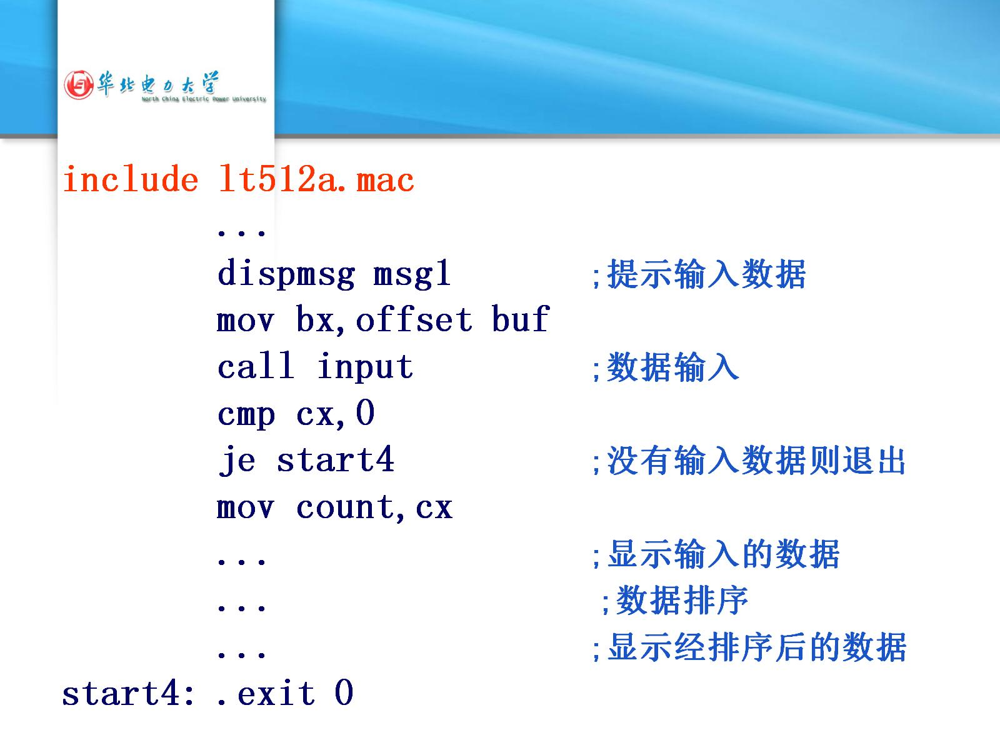 华北电力大学
North China Electric Power University
include lt512a.mac
...
dispmsg msg1 ;提示输入数据
mov bx,offset buf
call input ;数据输入
cmp cx,0
je start4 ;没有输入数据则退出
mov count,cx
... ;显示输入的数据
... ;数据排序
... ;显示经排序后的数据
start4: .exit 0